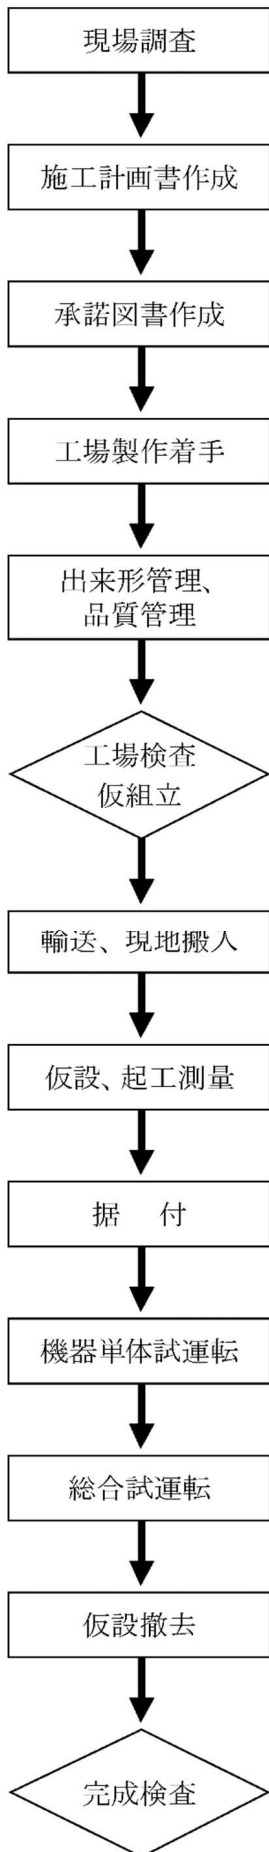 現場調査
施工計画書作成
承諾図書作成
工場製作着手
出来形管理、
品質管理
工場検査
仮組立
輸送、現地搬入
仮設、起工測量
据　付
機器単体試運転
総合試運転
仮設撤去
完成検査